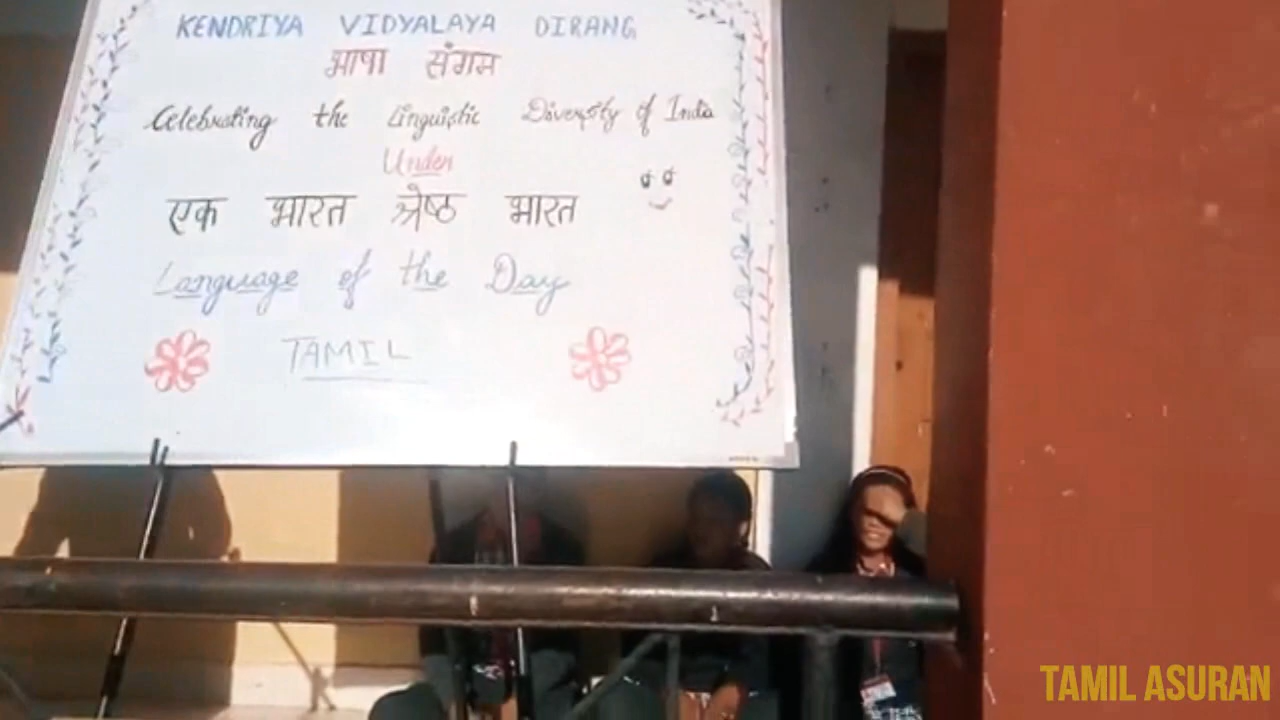 KENDRIYA VIDYALAYA DIRANG
भाषा संगम
Celebrating the Linguistic Diversity of India
Under
एक भारत श्रेष्ठ भारत
Language of the Day
TAMIL
TAMIL ASURAN